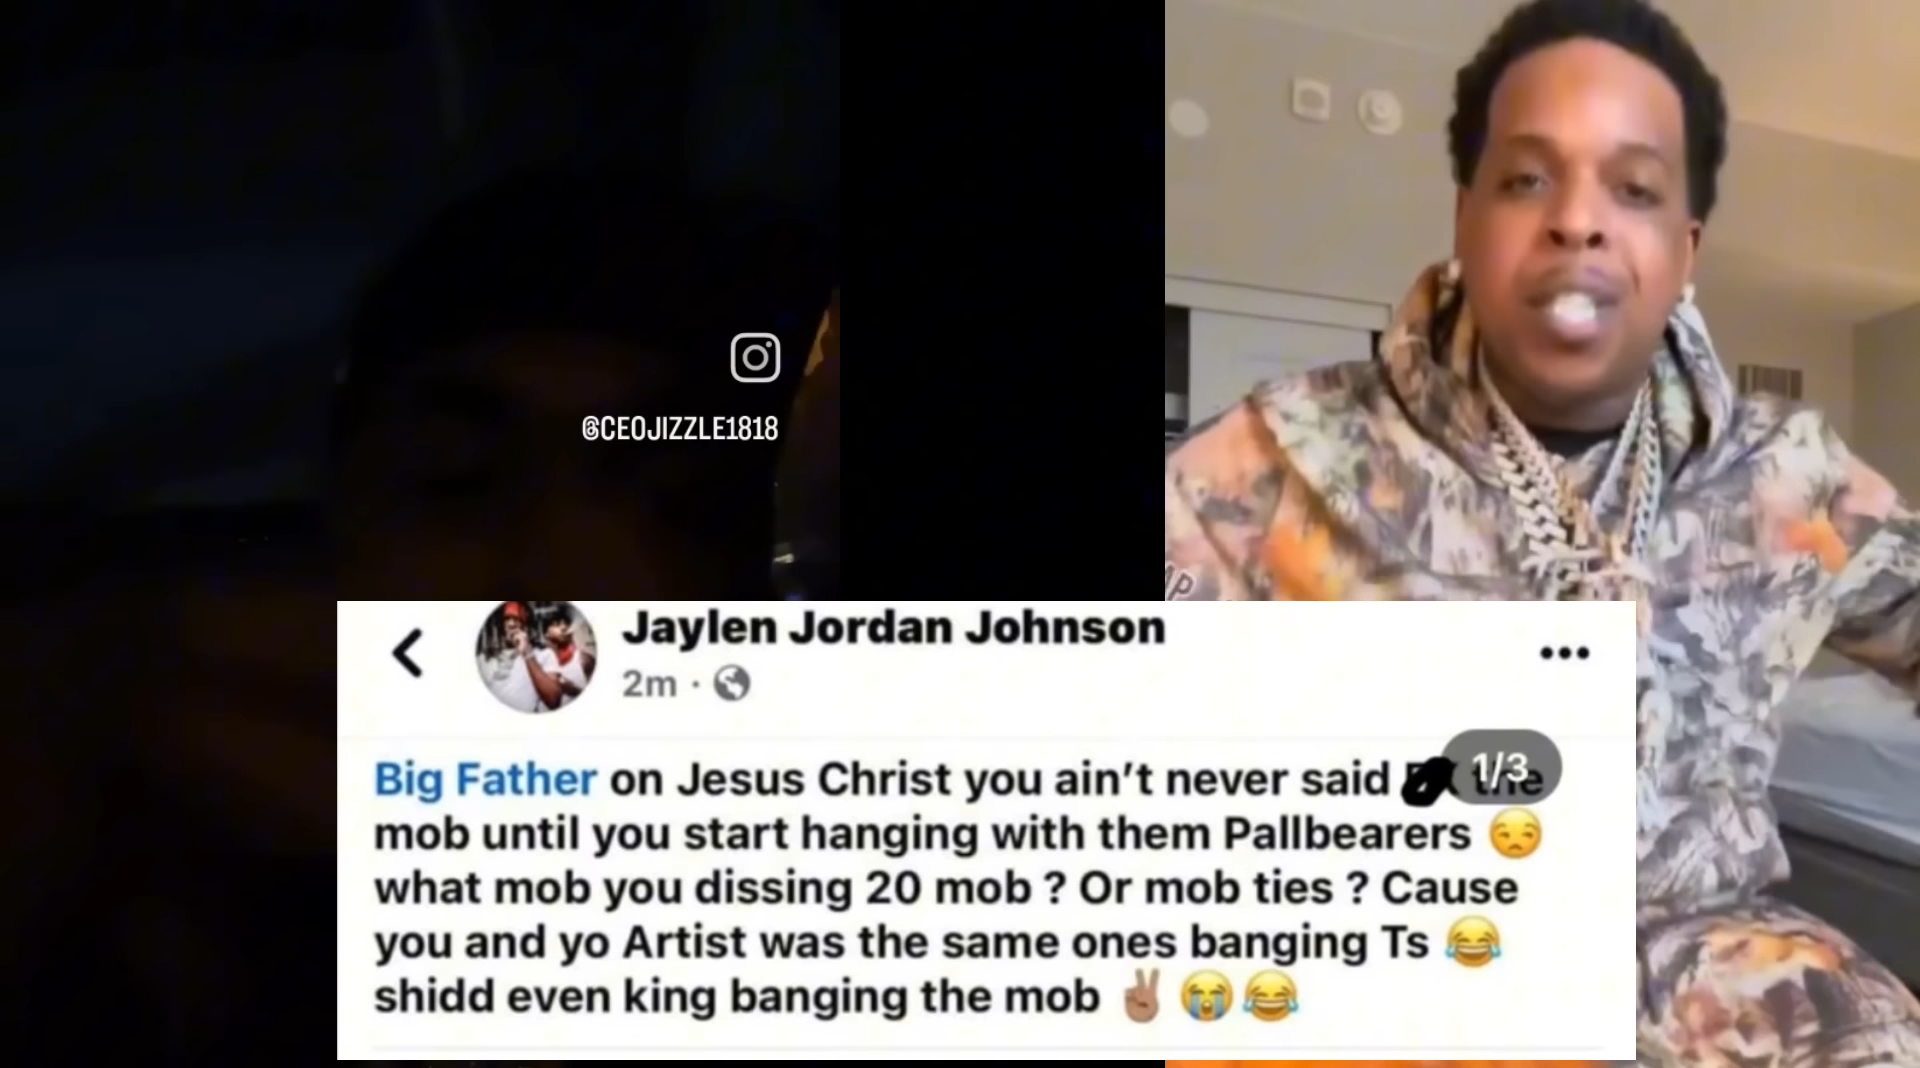 @CEOJIZZLE1818
Jaylen Jordan Johnson
2m
Big Father on Jesus Christ you ain't never said the
1/3
mob until you start hanging with them Pallbearers 😒
what mob you dissing 20 mob ? Or mob ties ? Cause
you and yo Artist was the same ones banging Ts 😂
shidd even king banging the mob ✌🏽 😭 😂